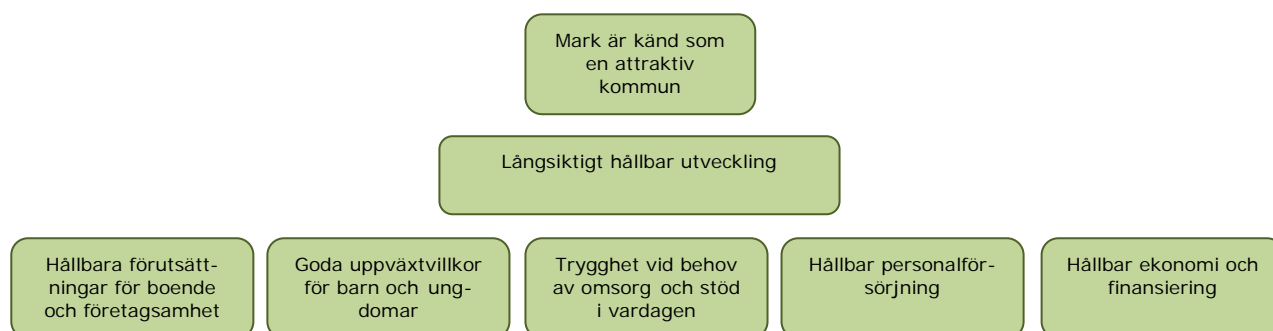 Mark är känd som
en attraktiv
kommun
Långsiktigt hållbar utveckling
Hållbara förutsätt-
ningar för boende
och företagsamhet
Goda uppväxtvillkor
för barn och ung-
domar
Trygghet vid behov
av omsorg och stöd
i vardagen
Hållbar personalför-
sörjning
Hållbar ekonomi och
finansiering